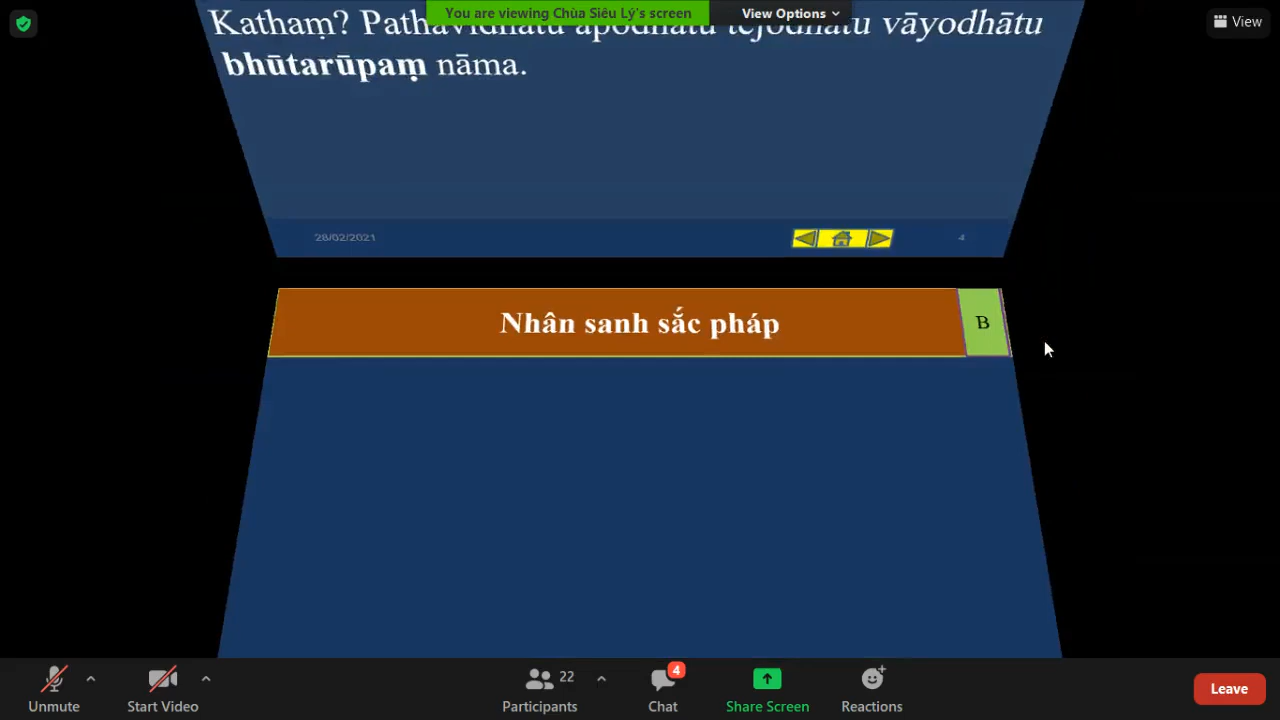 You are viewing Chùa Siêu Lý's screen
View Options
View
Kathaṃ? Pathavīdhātu āpodhātu tejodhātu vāyodhātu
bhūtarūpaṃ nāma.
28/02/2021
4
Nhân sanh sắc pháp
B
Unmute
Start Video
22
Participants
4
Chat
Share Screen
Reactions
Leave